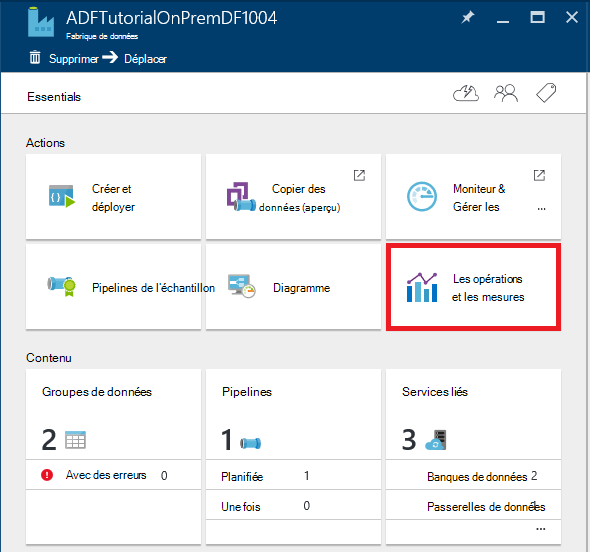 ADFTutorialOnPremDF1004
Fabrique de données
Supprimer Déplacer
Essentials
Actions
Créer et
déployer
Copier des
données (aperçu)
Moniteur &
Gérer les
...
Pipelines de l'échantillon
Diagramme
Les opérations
et les mesures
Contenu
Groupes de données
2
Avec des erreurs 0
Pipelines
1
Planifiée 1
Une fois 0
Services liés
3
Banques de données 2
Passerelles de données
...